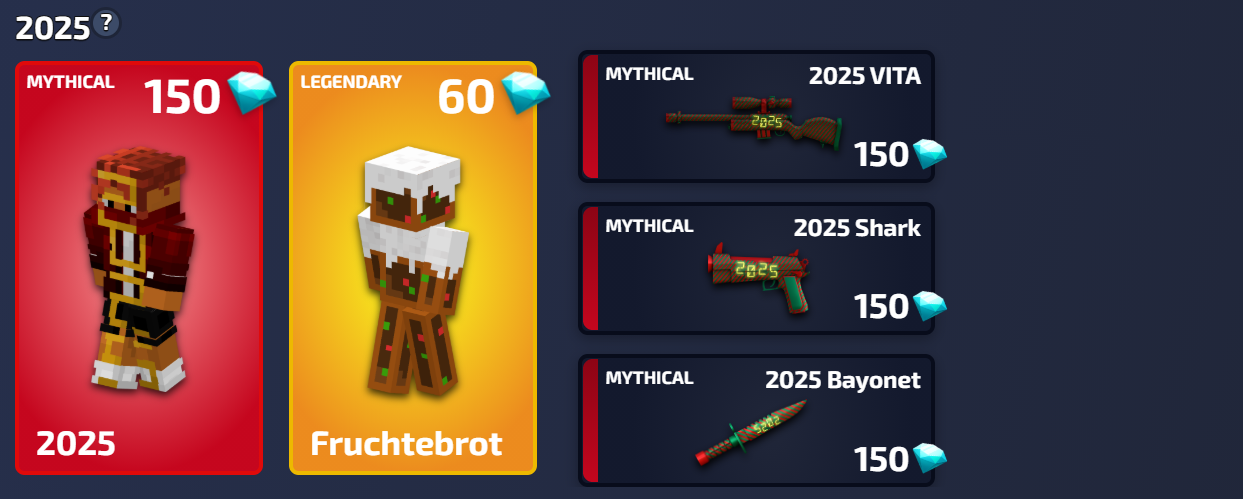 2025 ?
MYTHICAL 150
2025
LEGENDARY 60
Fruchtebrot
MYTHICAL 2025 VITA
2025
150
MYTHICAL 2025 Shark
2025
150
MYTHICAL 2025 Bayonet
5202
150